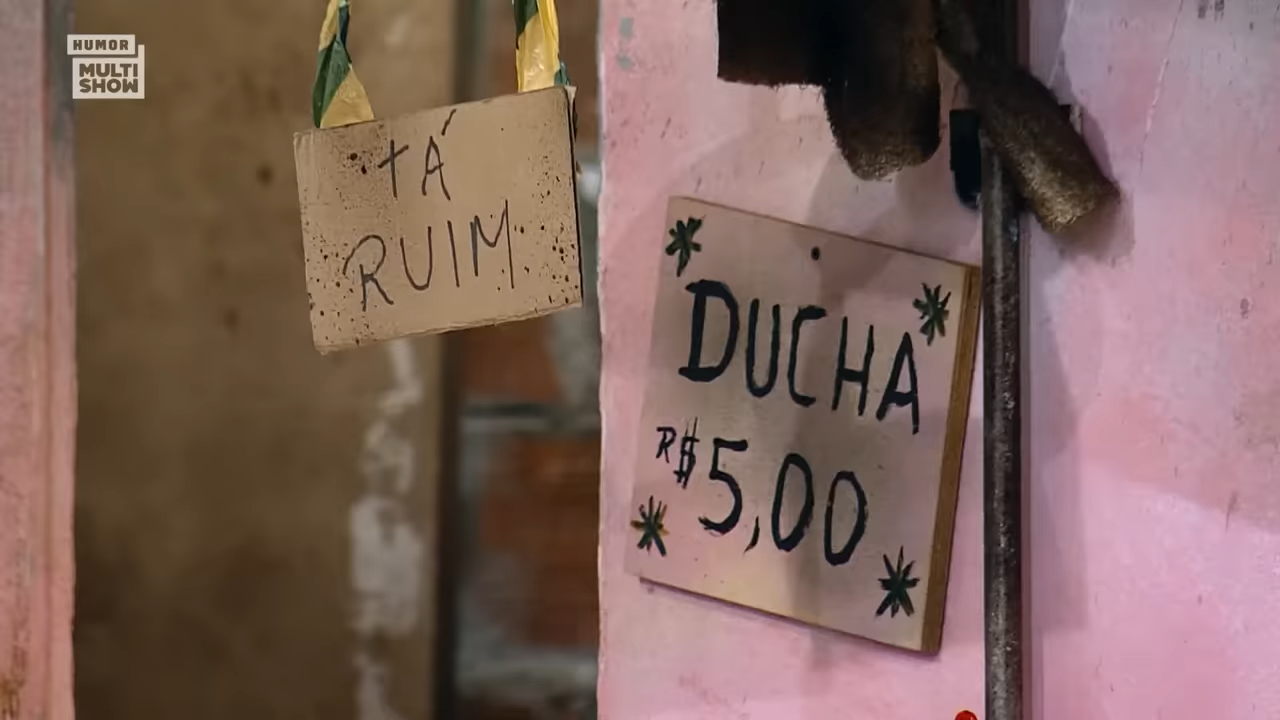 HUMOR
MULTI
SHOW
TÁ
RUIM
DUCHA
R$5,00